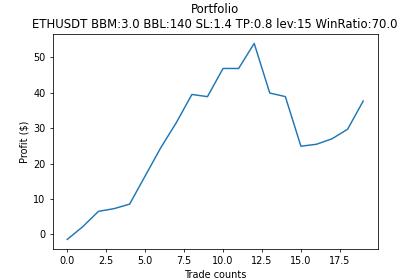 Portfolio
ETHUSDT BBM:3.0 BBL:140 SL:1.4 TP:0.8 lev:15 WinRatio:70.0
50
40
30
20
10
0
Profit ($)
0.0 2.5 5.0 7.5 10.0 12.5 15.0 17.5
Trade counts